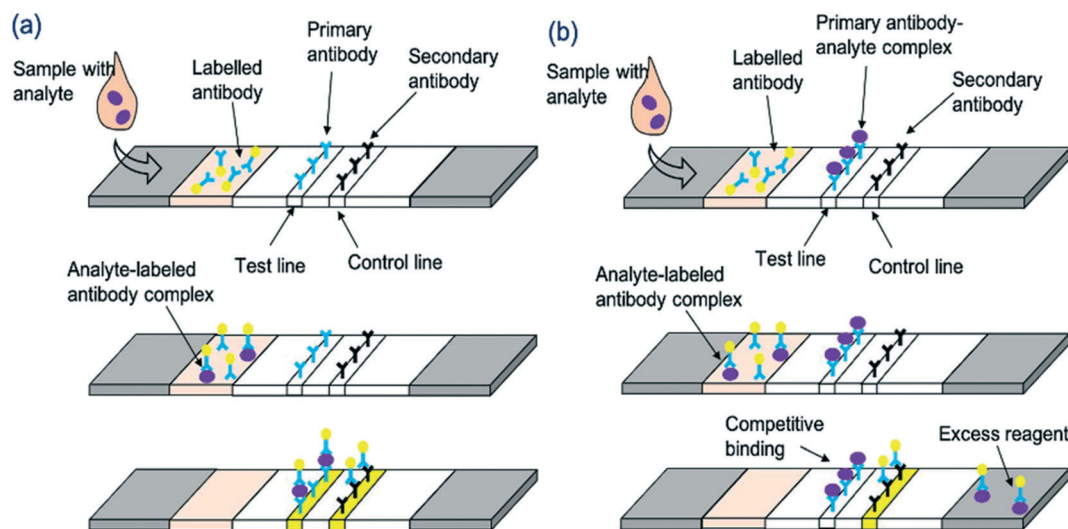 (a)
Sample with
analyte
Labelled
antibody
Primary
antibody
Secondary
antibody
Test line
Control line
Analyte-labeled
antibody complex
(b)
Sample with
analyte
Labelled
antibody
Primary antibody-
analyte complex
Secondary
antibody
Test line
Control line
Analyte-labeled
antibody complex
Competitive
binding
Excess reagent